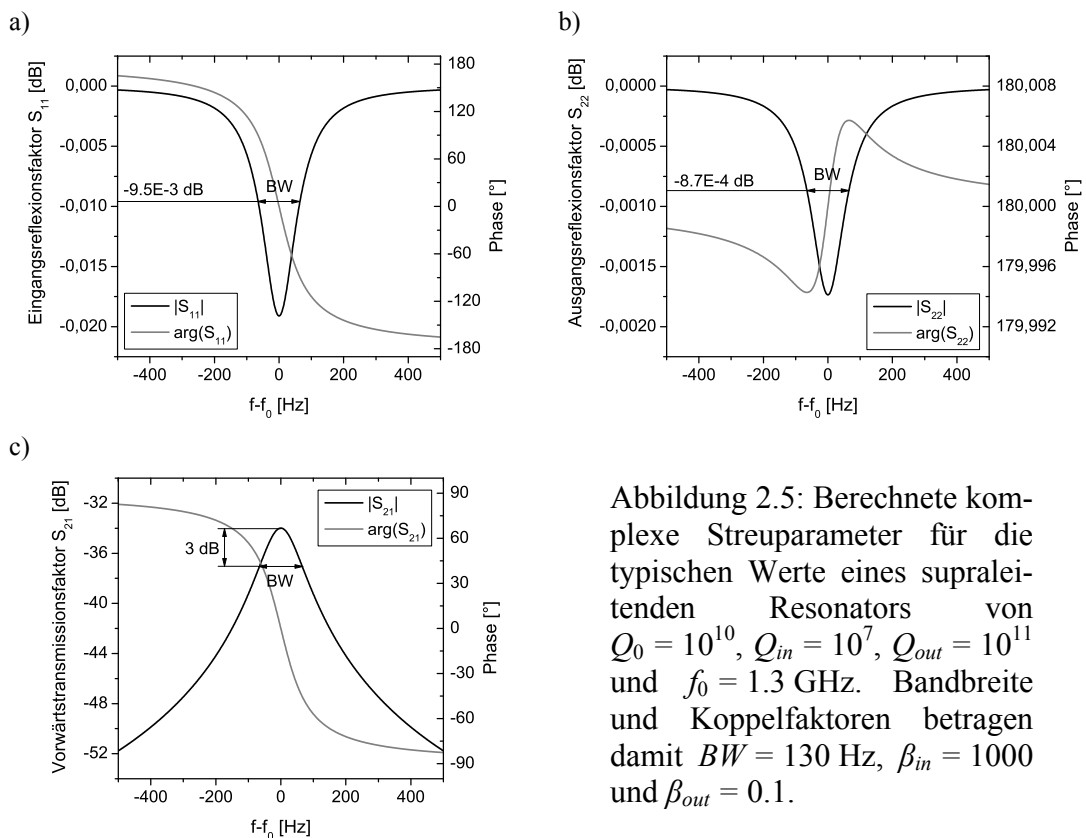 a)
Eingangsreflexionsfaktor S₁₁ [dB]
0,000
-0,005
-0,010
-0,015
-0,020
-9.5E-3 dB
BW
|S₁₁|
arg(S₁₁)
180
120
60
0
-60
-120
-180
Phase [°]
-400 -200 0 200 400
f-f₀ [Hz]
b)
Ausgangsreflexionsfaktor S₂₂ [dB]
0,0000
-0,0005
-0,0010
-0,0015
-0,0020
-8.7E-4 dB
BW
|S₂₂|
arg(S₂₂)
180,008
180,004
180,000
179,996
179,992
Phase [°]
-400 -200 0 200 400
f-f₀ [Hz]
c)
Vorwärtstransmissionsfaktor S₂₁ [dB]
-32
-36
-40
-44
-48
-52
3 dB
BW
|S₂₁|
arg(S₂₁)
90
60
30
0
-30
-60
-90
Phase [°]
-400 -200 0 200 400
f-f₀ [Hz]
Abbildung 2.5: Berechnete kom-
plexe Streuparameter für die
typischen Werte eines supralei-
tenden Resonators von
Q₀ = 10¹⁰, Qᵢₙ = 10⁷, Qₒᵤₜ = 10¹¹
und f₀ = 1.3 GHz. Bandbreite
und Koppelfaktoren betragen
damit BW = 130 Hz, βᵢₙ = 1000
und βₒᵤₜ = 0.1.